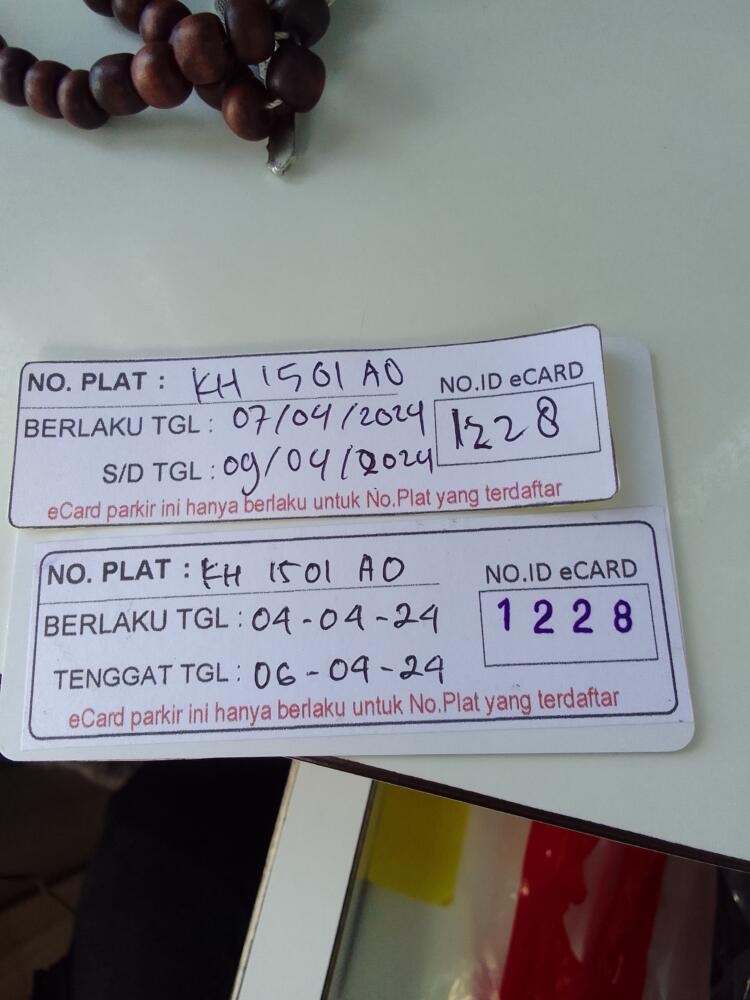 NO. PLAT : KH 1501 AO
NO.ID eCARD
BERLAKU TGL : 07/04/2024
1228
S/D TGL : 09/04/2024
eCard parkir ini hanya berlaku untuk No.Plat yang terdaftar
NO. PLAT : KH 1501 AO
NO.ID eCARD
BERLAKU TGL : 04-04-24
1228
TENGGAT TGL : 06-04-24
eCard parkir ini hanya berlaku untuk No.Plat yang terdaftar